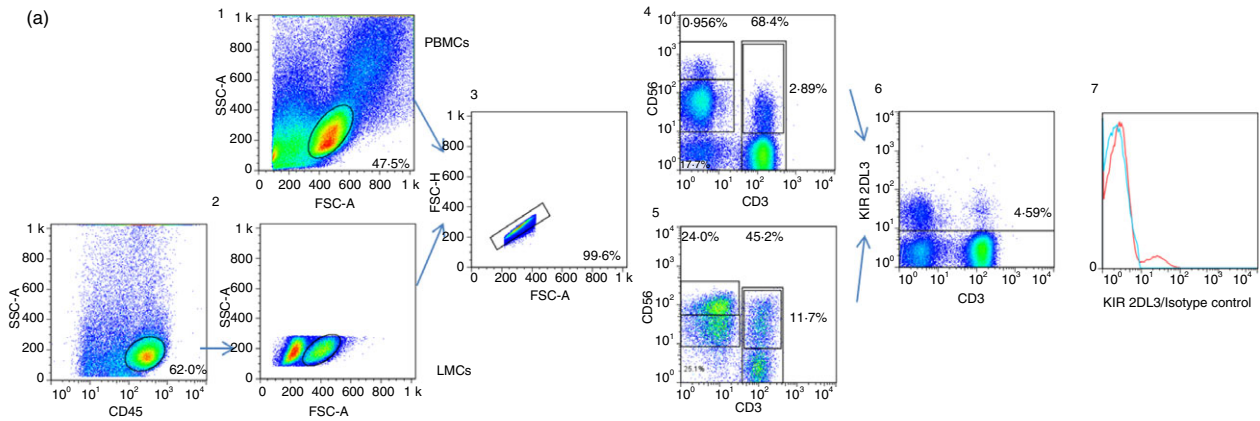 (a)
1
1 k
800
600
400
200
0
SSC-A
47·5%
0 200 400 600 800 1 k
FSC-A
PBMCs
2
1 k
800
600
400
200
0
SSC-A
62·0%
10⁰ 10¹ 10² 10³ 10⁴
CD45
1 k
800
600
400
200
0
SSC-A
0 200 400 600 800 1 k
FSC-A
LMCs
3
1 k
800
600
400
200
0
FSC-H
99·6%
0 200 400 600 800 1 k
FSC-A
4
0·956% 68·4%
10⁴
10³
10²
10¹
10⁰
CD56
2·89%
17·7%
10⁰ 10¹ 10² 10³ 10⁴
CD3
5
24·0% 45·2%
10⁴
10³
10²
10¹
10⁰
CD56
11·7%
25·1%
10⁰ 10¹ 10² 10³ 10⁴
CD3
6
10⁴
10³
10²
10¹
10⁰
KIR 2DL3
4·59%
10⁰ 10¹ 10² 10³ 10⁴
CD3
7
0
10⁰ 10¹ 10² 10³ 10⁴
KIR 2DL3/Isotype control